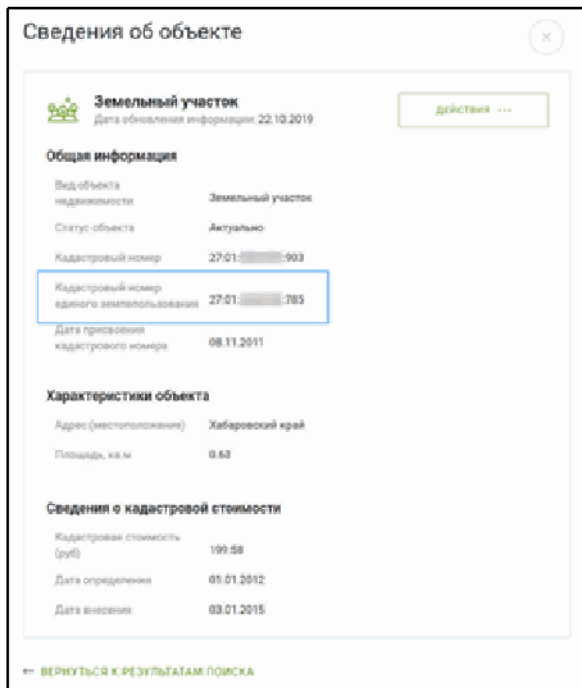 Сведения об объекте
Земельный участок
ДЕЙСТВИЯ ...
Дата обновления информации: 22.10.2019
Общая информация
Вид объекта
недвижимости
Земельный участок
Статус объекта Актуально
Кадастровый номер 27:01: :903
Кадастровый номер
единого землепользования 27:01: :785
Дата присвоения
кадастрового номера 08.11.2011
Характеристики объекта
Адрес (местоположение) Хабаровский край
Площадь, кв.м 0.63
Сведения о кадастровой стоимости
Кадастровая стоимость
(руб) 199.58
Дата определения 01.01.2012
Дата внесения 03.01.2015
← ВЕРНУТЬСЯ К РЕЗУЛЬТАТАМ ПОИСКА